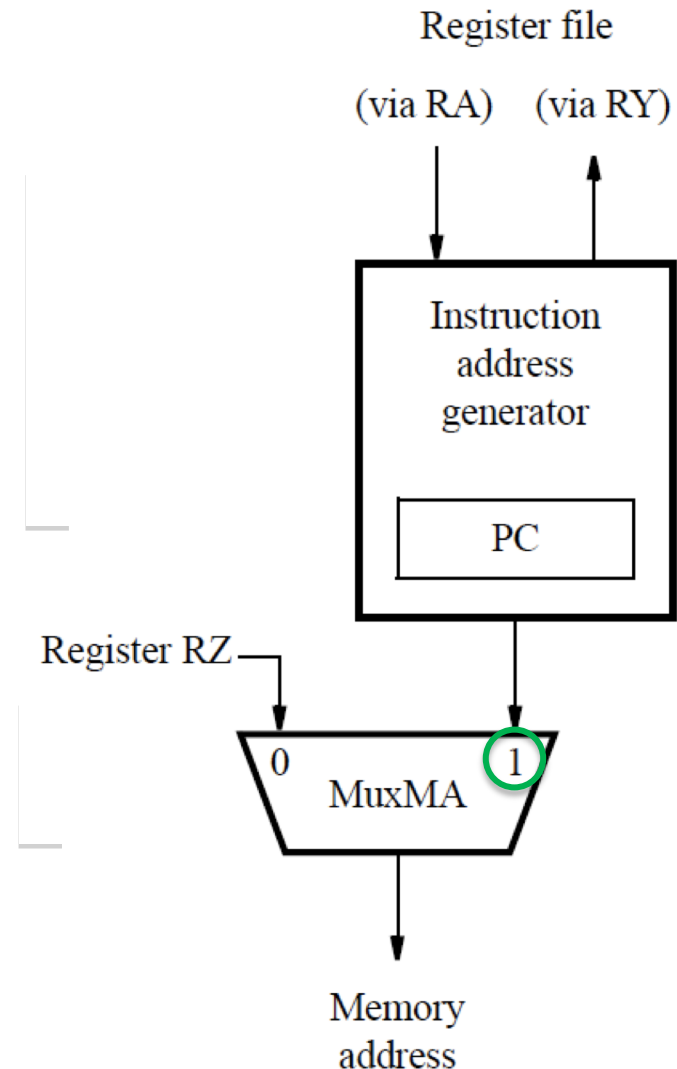 Register file
(via RA) (via RY)
Instruction
address
generator
PC
Register RZ
0 1
MuxMA
Memory
address